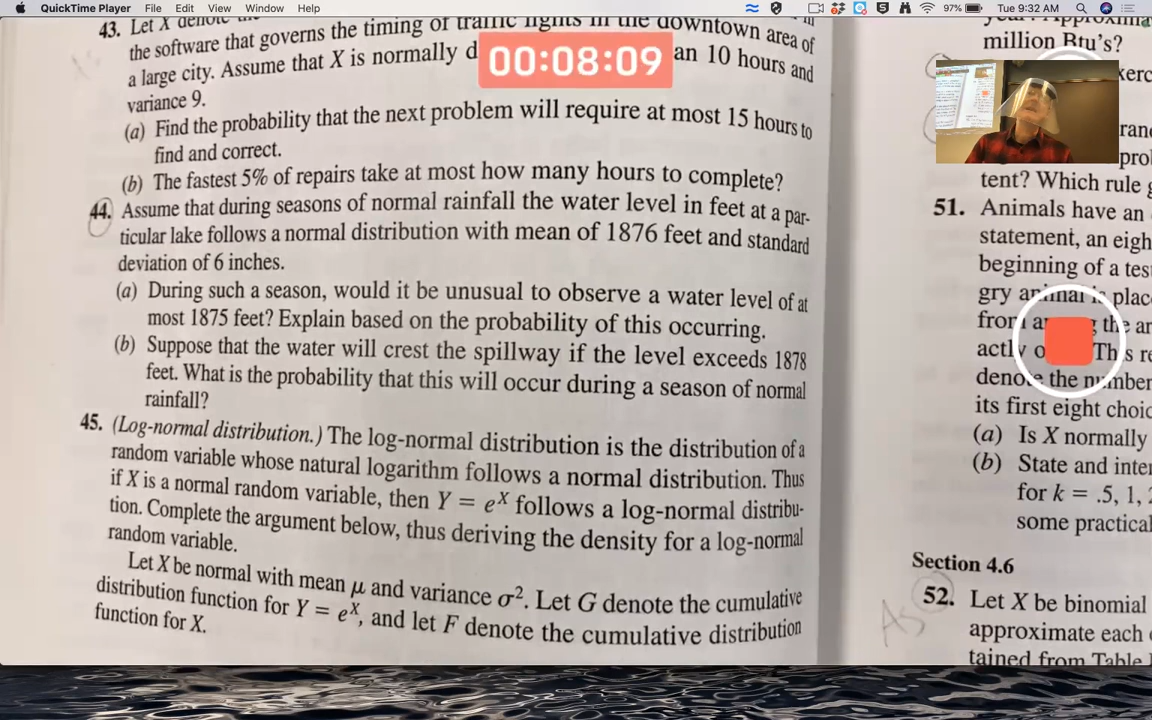 QuickTime Player File Edit View Window Help
97% Tue 9:32 AM
43. Let X denote
the software that governs the timing of traffic lights in the downtown area of
a large city. Assume that X is normally d
00:08:09
an 10 hours and
variance 9.
(a) Find the probability that the next problem will require at most 15 hours to
find and correct.
(b) The fastest 5% of repairs take at most how many hours to complete?
44. Assume that during seasons of normal rainfall the water level in feet at a par-
ticular lake follows a normal distribution with mean of 1876 feet and standard
deviation of 6 inches.
(a) During such a season, would it be unusual to observe a water level of at
most 1875 feet? Explain based on the probability of this occurring.
(b) Suppose that the water will crest the spillway if the level exceeds 1878
feet. What is the probability that this will occur during a season of normal
rainfall?
45. (Log-normal distribution.) The log-normal distribution is the distribution of a
random variable whose natural logarithm follows a normal distribution. Thus
if X is a normal random variable, then Y = e^X follows a log-normal distribu-
tion. Complete the argument below, thus deriving the density for a log-normal
random variable.
Let X be normal with mean μ and variance σ². Let G denote the cumulative
distribution function for Y = e^X, and let F denote the cumulative distribution
function for X.
million Btu's?
tent? Which rule
51. Animals have an
statement, an eigh
beginning of a tes
gry animal is plac
from a the ar
actly o This re
denote the number
its first eight choic
(a) Is X normally
(b) State and inter
for k = .5, 1,
some practical
Section 4.6
52. Let X be binomial
approximate each
tained from Table
As